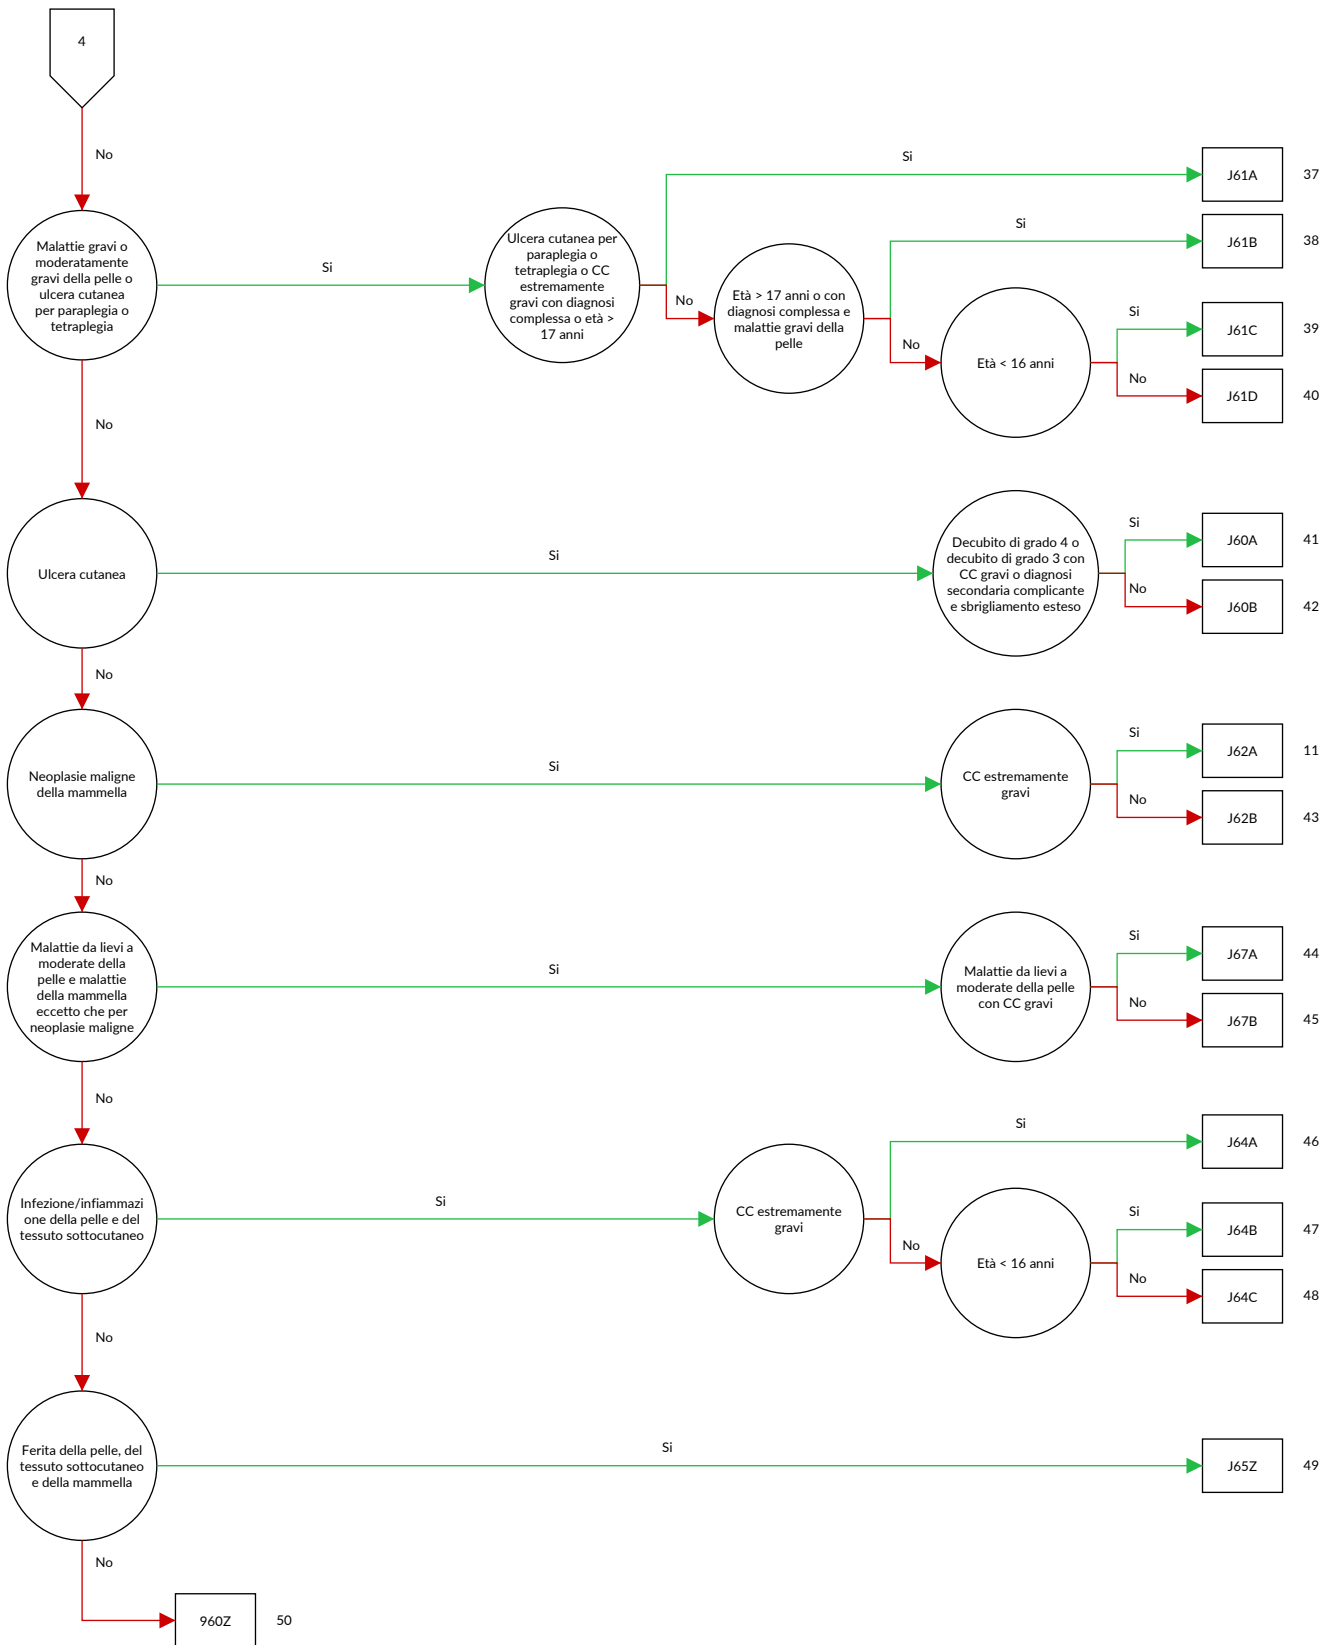 4
No
Si
J61A
37
Malattie gravi o
moderatamente
gravi della pelle o
ulcera cutanea
per paraplegia o
tetraplegia
Si
Ulcera cutanea per
paraplegia o
tetraplegia o CC
estremamente
gravi con diagnosi
complessa o età >
17 anni
No
Età > 17 anni o con
diagnosi complessa e
malattie gravi della
pelle
Si
J61B
38
No
Età < 16 anni
Si
J61C
39
No
J61D
40
No
Ulcera cutanea
Si
Decubito di grado 4 o
decubito di grado 3 con
CC gravi o diagnosi
secondaria complicante
e sbrigliamento esteso
Si
J60A
41
No
J60B
42
No
Neoplasie maligne
della mammella
Si
CC estremamente
gravi
Si
J62A
11
No
J62B
43
No
Malattie da lievi a
moderate della
pelle e malattie
della mammella
eccetto che per
neoplasie maligne
Si
Malattie da lievi a
moderate della pelle
con CC gravi
Si
J67A
44
No
J67B
45
No
Infezione/infiammazi
one della pelle e del
tessuto sottocutaneo
Si
CC estremamente
gravi
Si
J64A
46
No
Età < 16 anni
Si
J64B
47
No
J64C
48
No
Ferita della pelle, del
tessuto sottocutaneo
e della mammella
Si
J65Z
49
No
960Z
50